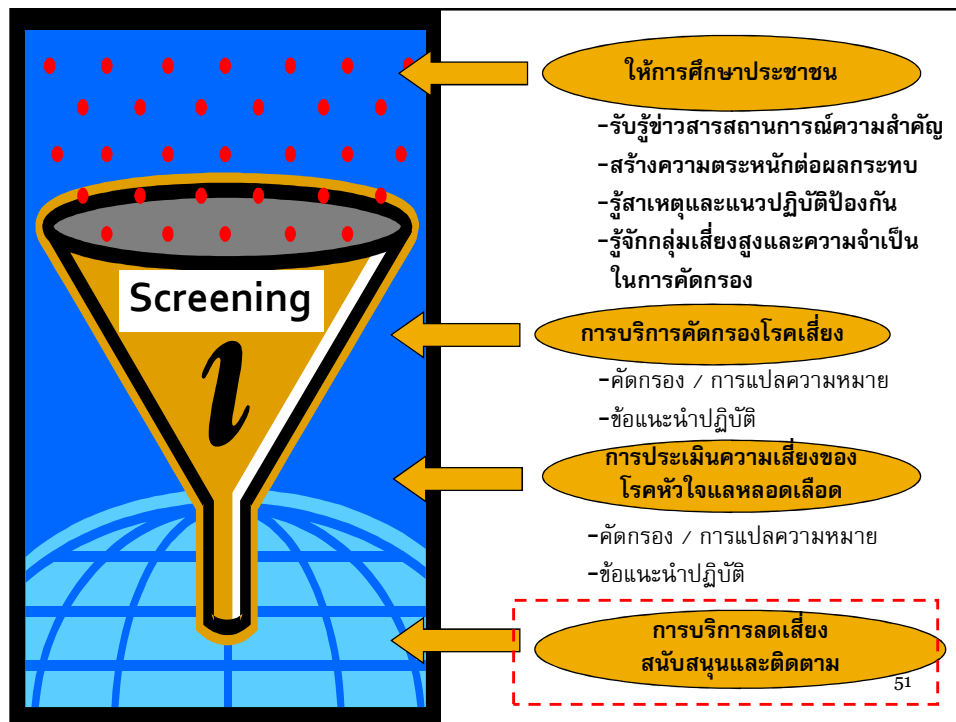 ให้การศึกษาประชาชน
-รับรู้ข่าวสารสถานการณ์ความสำคัญ
-สร้างความตระหนักต่อผลกระทบ
-รู้สาเหตุและแนวปฏิบัติป้องกัน
-รู้จักกลุ่มเสี่ยงสูงและความจำเป็น
ในการคัดกรอง
Screening
i
การบริการคัดกรองโรคเสี่ยง
-คัดกรอง / การแปลความหมาย
-ข้อแนะนำปฏิบัติ
การประเมินความเสี่ยงของ
โรคหัวใจแลหลอดเลือด
-คัดกรอง / การแปลความหมาย
-ข้อแนะนำปฏิบัติ
การบริการลดเสี่ยง
สนับสนุนและติดตาม
51